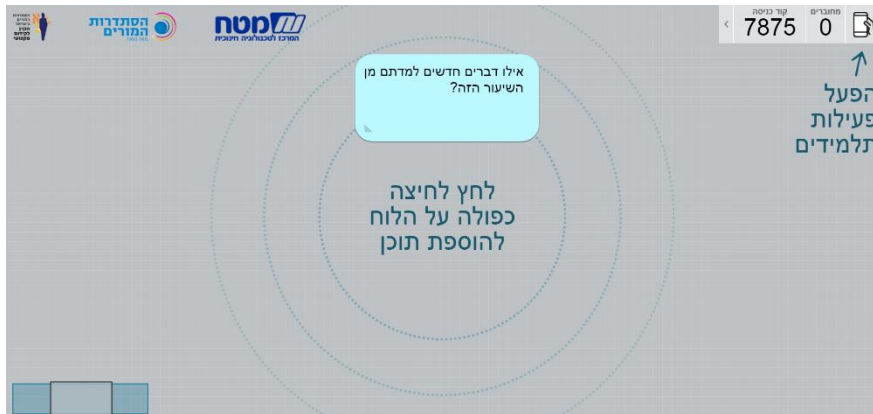 הסתדרות
המורים
מטח
המרכז לטכנולוגיה חינוכית
קוד כניסה
7875
מחוברים
0
הפעל
פעילות
תלמידים
אילו דברים חדשים למדתם מן
השיעור הזה?
לחץ לחיצה
כפולה על הלוח
להוספת תוכן